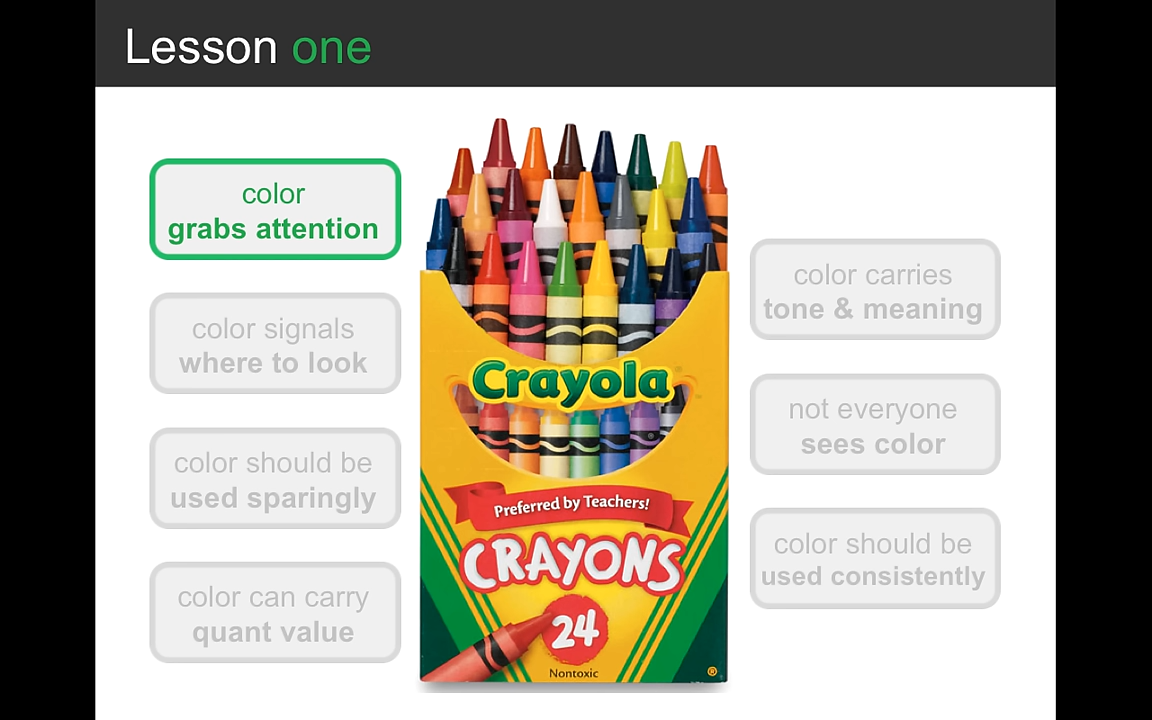 Lesson one
color
grabs attention
color signals
where to look
color should be
used sparingly
color can carry
quant value
Crayola
Preferred by Teachers!
CRAYONS
24
Nontoxic
®
color carries
tone & meaning
not everyone
sees color
color should be
used consistently